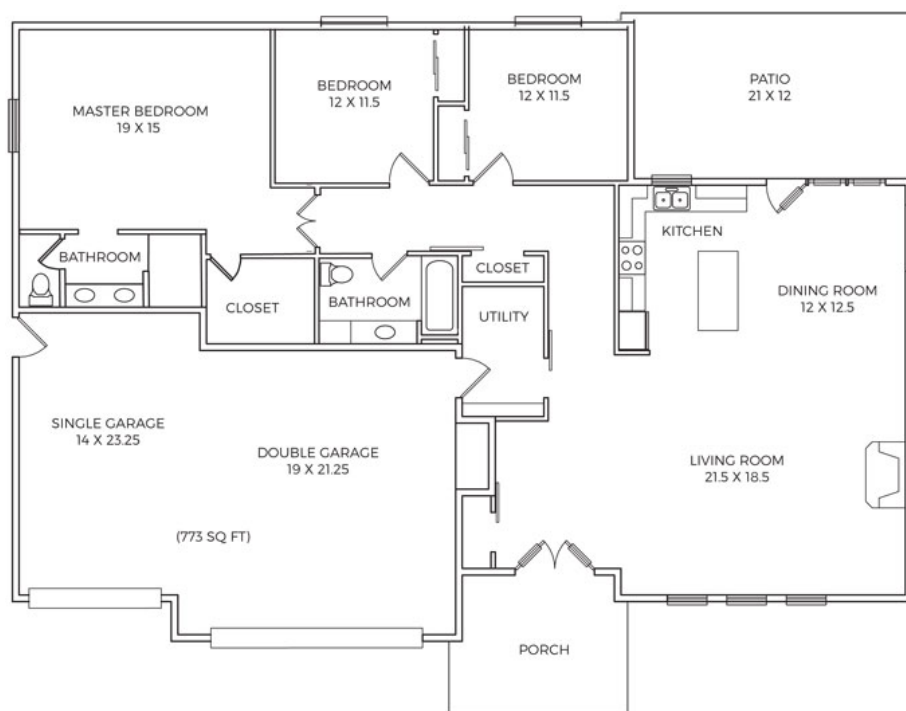 BEDROOM
12 X 11.5
BEDROOM
12 X 11.5
PATIO
21 X 12
MASTER BEDROOM
19 X 15
KITCHEN
BATHROOM
CLOSET
DINING ROOM
12 X 12.5
CLOSET
BATHROOM
UTILITY
SINGLE GARAGE
14 X 23.25
DOUBLE GARAGE
19 X 21.25
LIVING ROOM
21.5 X 18.5
(773 SQ FT)
PORCH